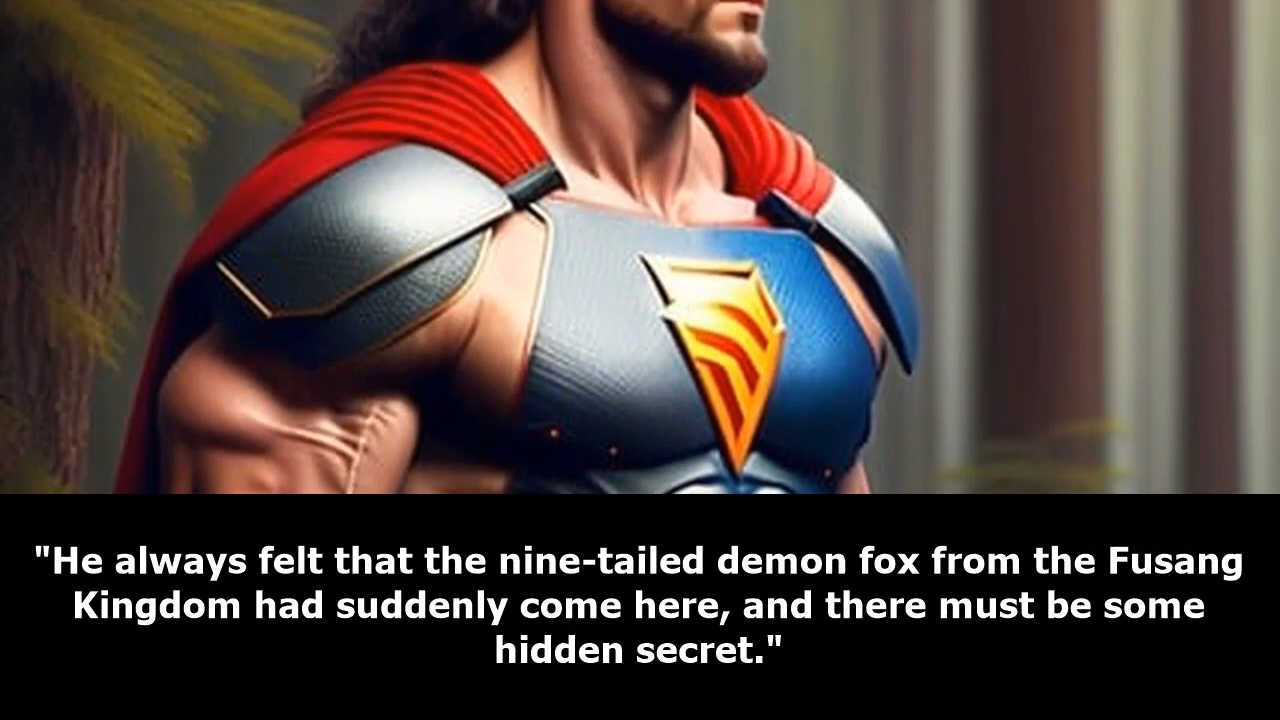 "He always felt that the nine-tailed demon fox from the Fusang
Kingdom had suddenly come here, and there must be some
hidden secret."